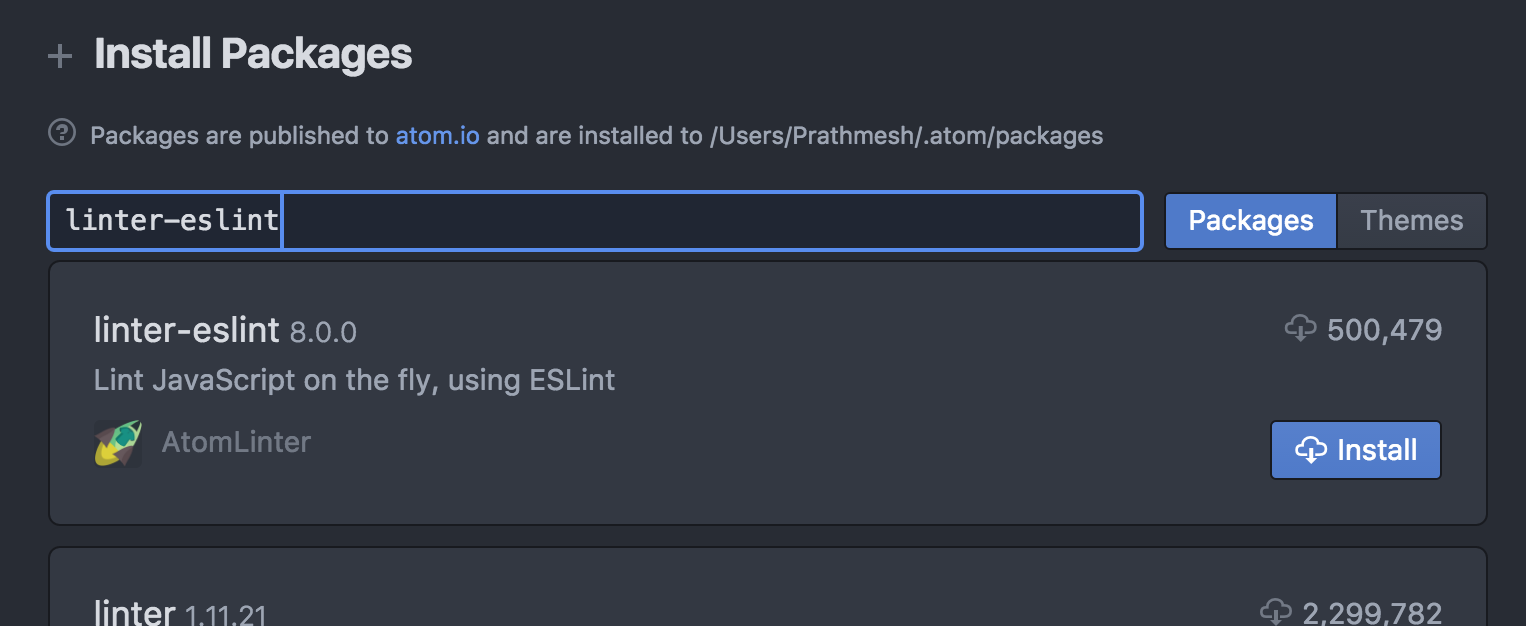 Install Packages
Packages are published to atom.io and are installed to /Users/Prathmesh/.atom/packages
linter-eslint
Packages Themes
linter-eslint 8.0.0
500,479
Lint JavaScript on the fly, using ESLint
AtomLinter
Install
linter 1.11.21
2,299,782